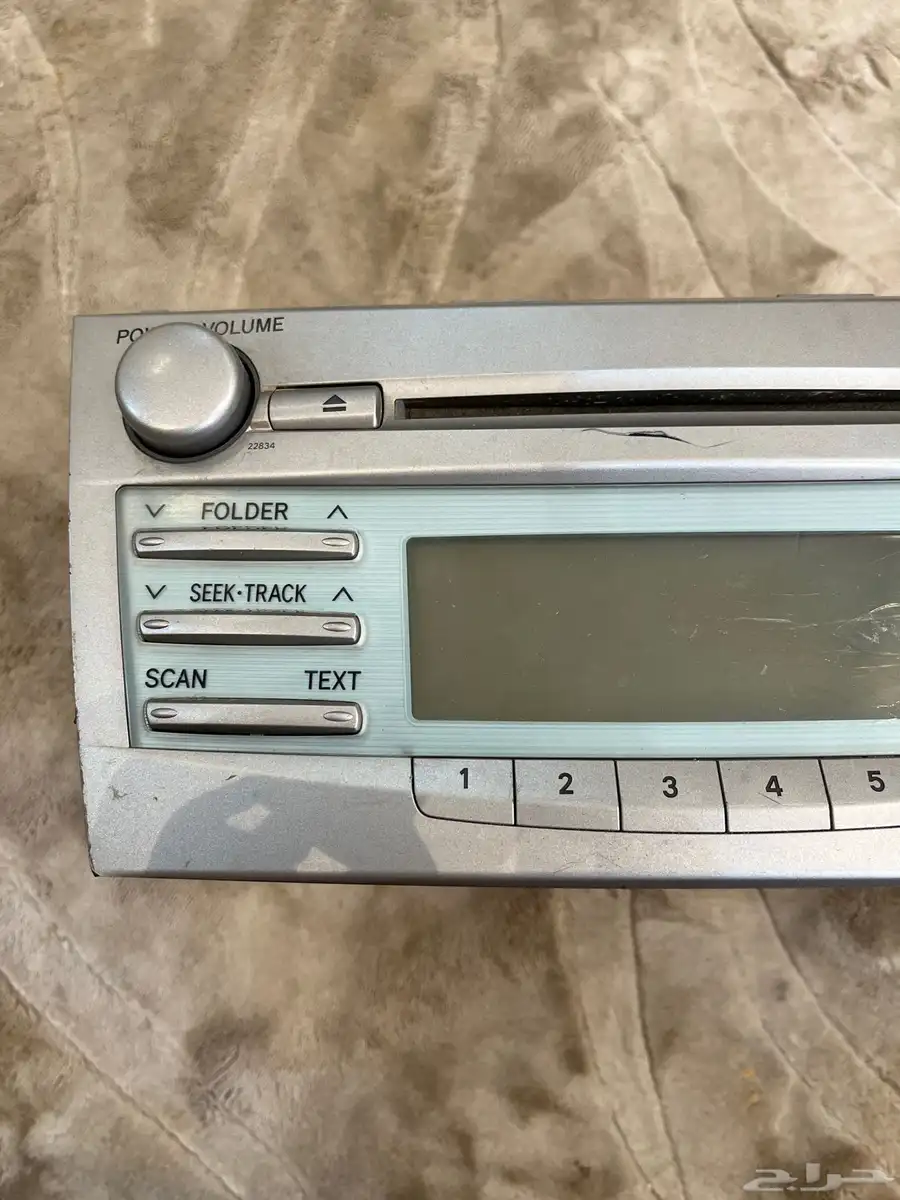 VOLUME
22834
FOLDER
SEEK·TRACK
SCAN TEXT
1 2 3 4 5
حراج